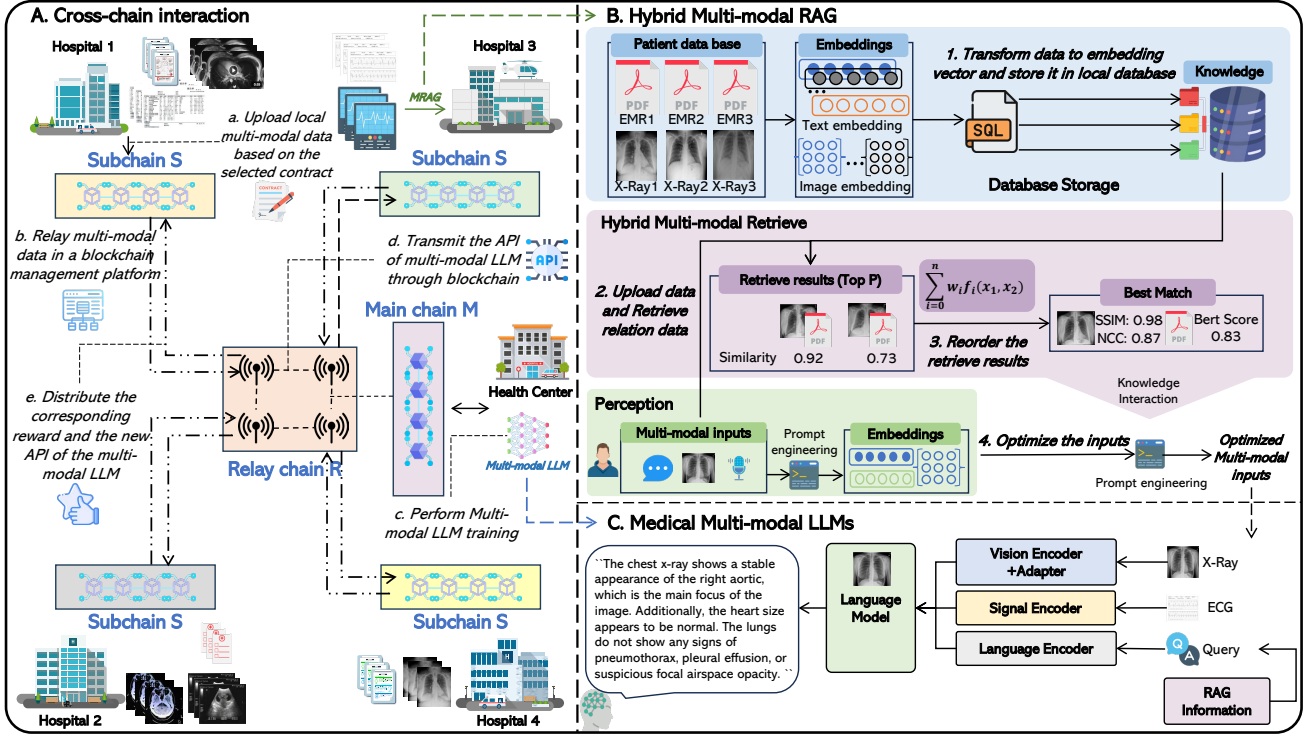 A. Cross-chain interaction
Hospital 1
Hospital 3
MRAG
a. Upload local
multi-modal data
based on the
selected contract
CONTRACT
Subchain S
Subchain S
b. Relay multi-modal
data in a blockchain
management platform
d. Transmit the API
of multi-modal LLM
through blockchain
API
Main chain M
Health Center
Multi-modal LLM
e. Distribute the
corresponding
reward and the new
API of the multi-
modal LLM
Relay chain R
c. Perform Multi-
modal LLM training
Subchain S
Subchain S
Hospital 2
Hospital 4
B. Hybrid Multi-modal RAG
Patient data base
PDF PDF PDF
EMR1 EMR2 EMR3
X-Ray1 X-Ray2 X-Ray3
Embeddings
Text embedding
...
Image embedding
1. Transform data to embedding
vector and store it in local database
SQL
Knowledge
Database Storage
Hybrid Multi-modal Retrieve
2. Upload data
and Retrieve
relation data
Retrieve results (Top P)
PDF PDF
Similarity 0.92 0.73
∑ᵢ₌₀ⁿ wᵢfᵢ(x₁, x₂)
3. Reorder the
retrieve results
Best Match
SSIM: 0.98
NCC: 0.87
PDF
Bert Score
0.83
Knowledge
Interaction
Perception
Multi-modal inputs
Prompt
engineering
Embeddings
4. Optimize the inputs
Prompt engineering
Optimized
Multi-modal
inputs
C. Medical Multi-modal LLMs
``The chest x-ray shows a stable
appearance of the right aortic,
which is the main focus of the
image. Additionally, the heart size
appears to be normal. The lungs
do not show any signs of
pneumothorax, pleural effusion, or
suspicious focal airspace opacity. ``
Language
Model
Vision Encoder
+Adapter
Signal Encoder
Language Encoder
X-Ray
ECG
Q
A
Query
RAG
Information